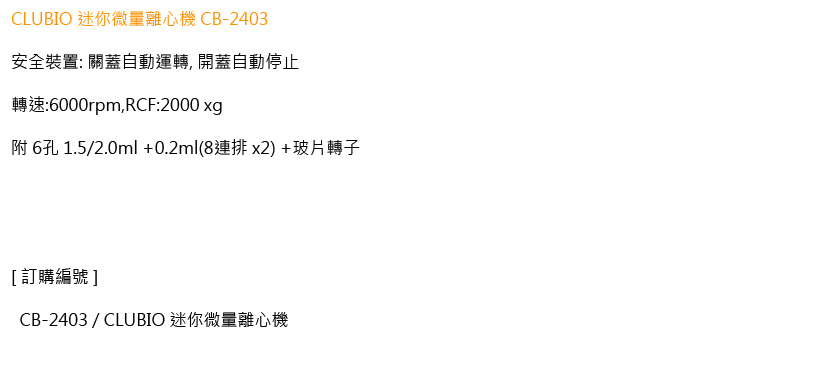 CLUBIO 迷你微量離心機 CB-2403
安全裝置: 關蓋自動運轉, 開蓋自動停止
轉速:6000rpm,RCF:2000 xg
附 6孔 1.5/2.0ml +0.2ml(8連排 x2) +玻片轉子
[ 訂購編號 ]
CB-2403 / CLUBIO 迷你微量離心機